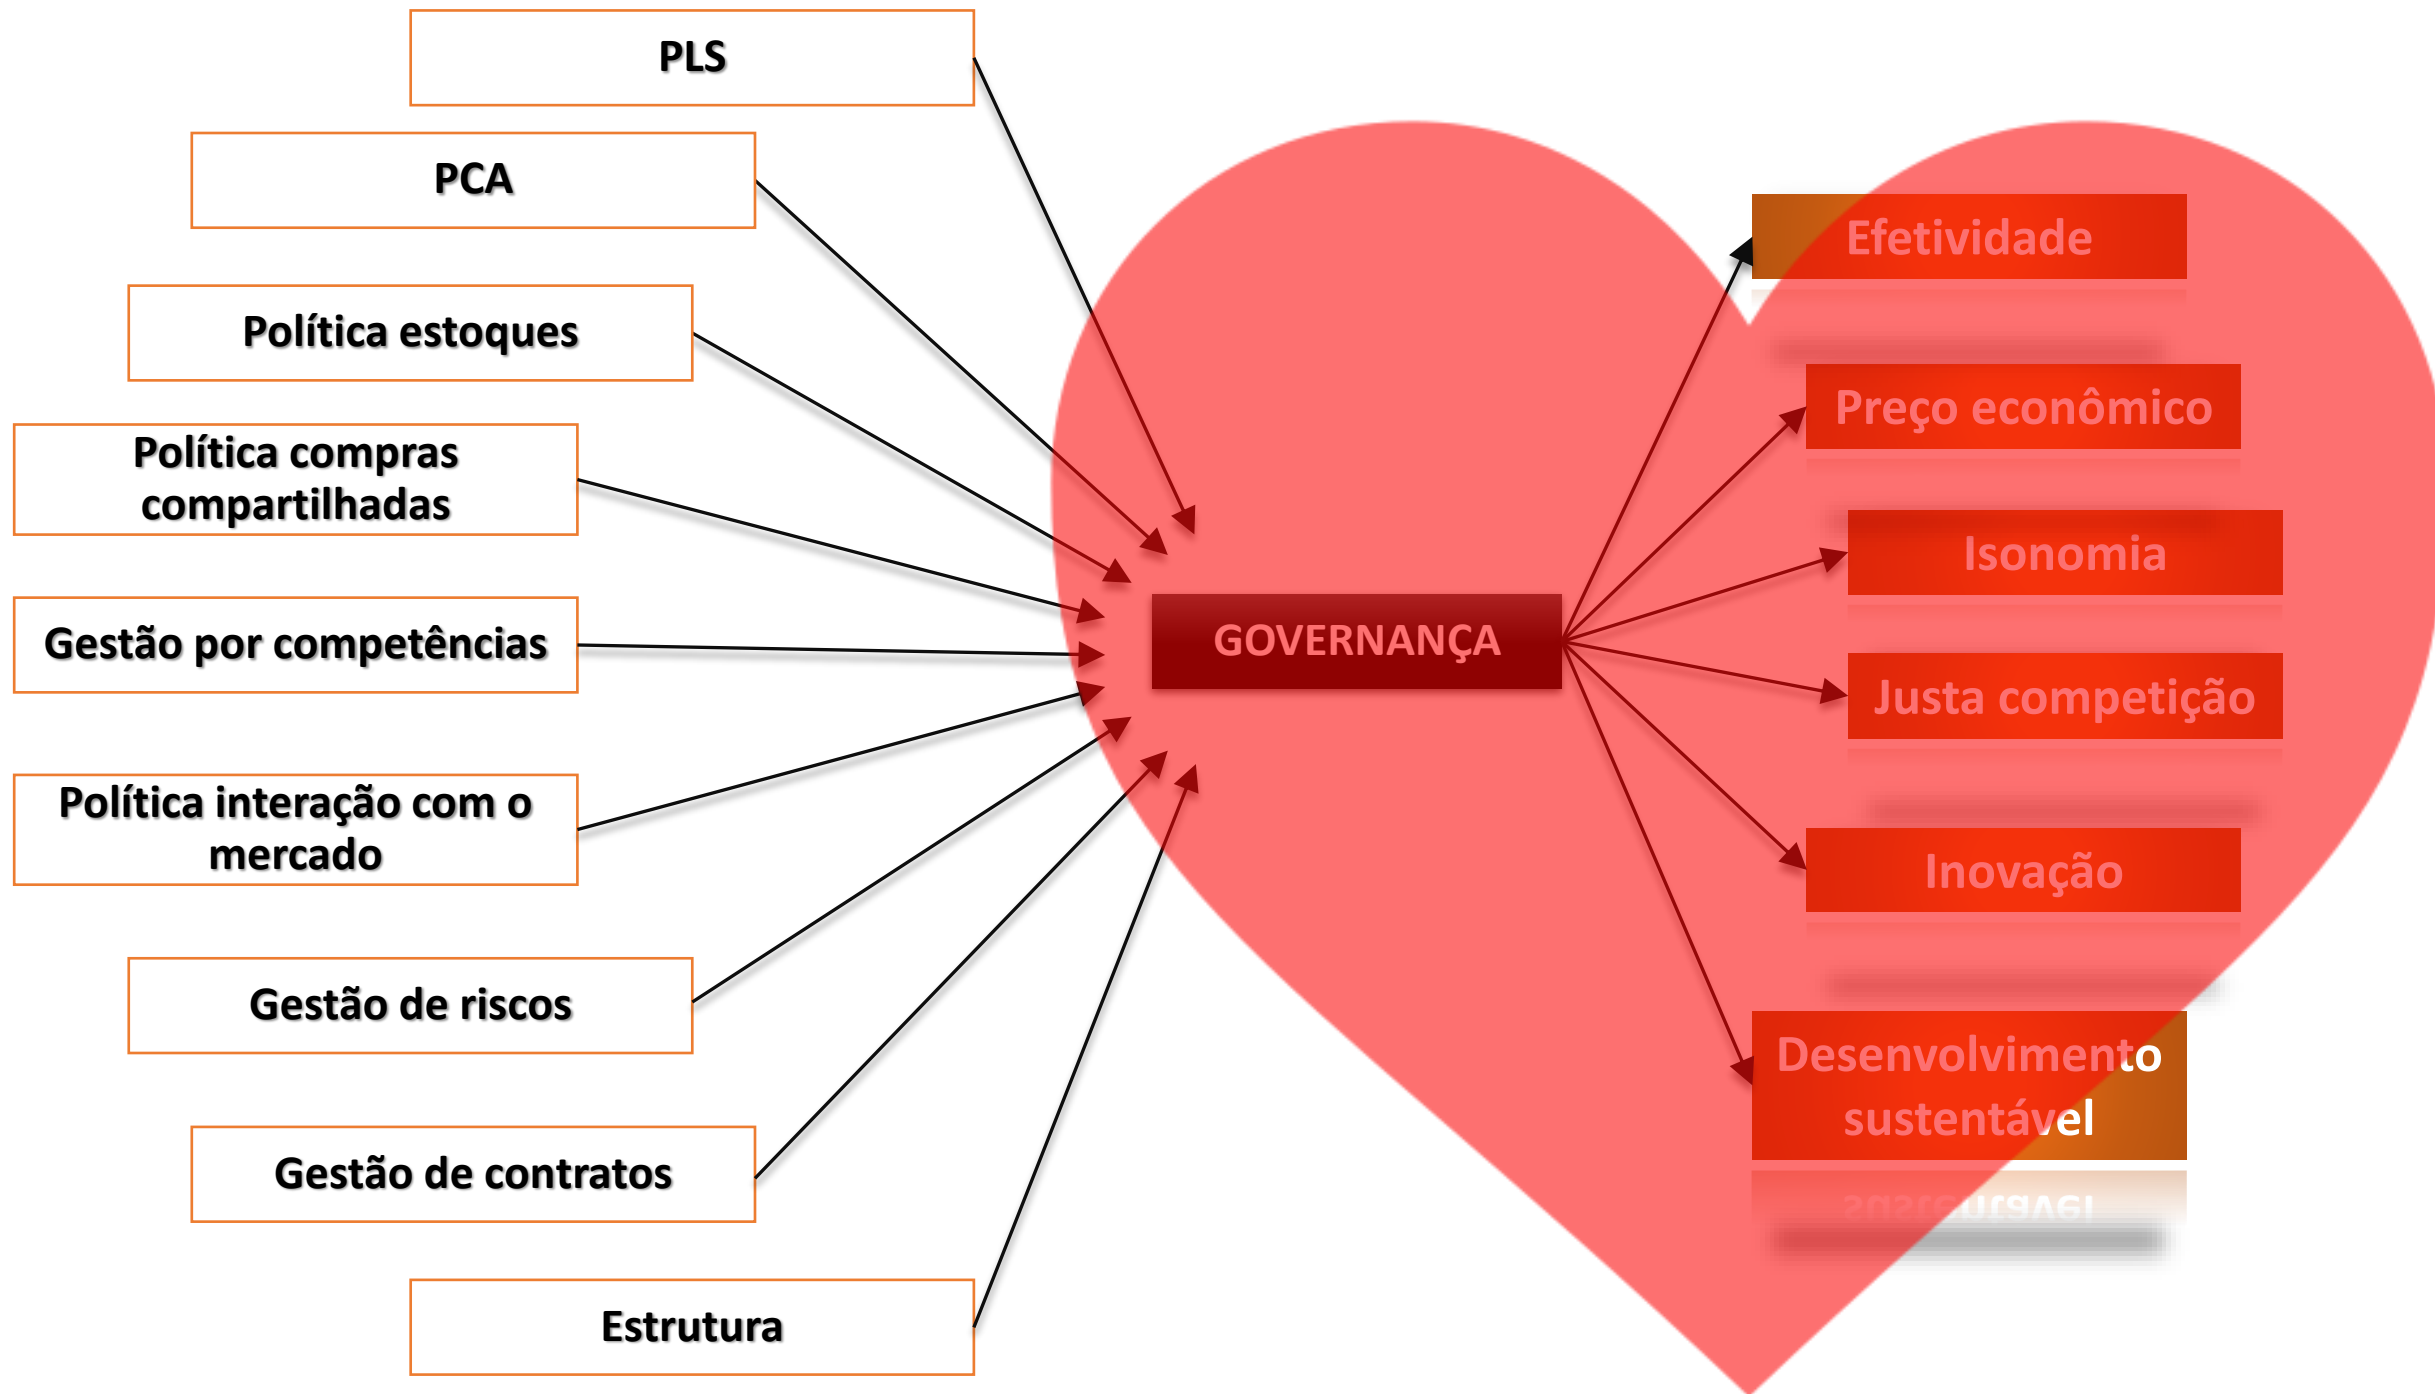 PLS
PCA
Política estoques
Política compras
compartilhadas
Gestão por competências
Política interação com o
mercado
Gestão de riscos
Gestão de contratos
Estrutura
GOVERNANÇA
Efetividade
Preço econômico
Isonomia
Justa competição
Inovação
Desenvolvimento
sustentável